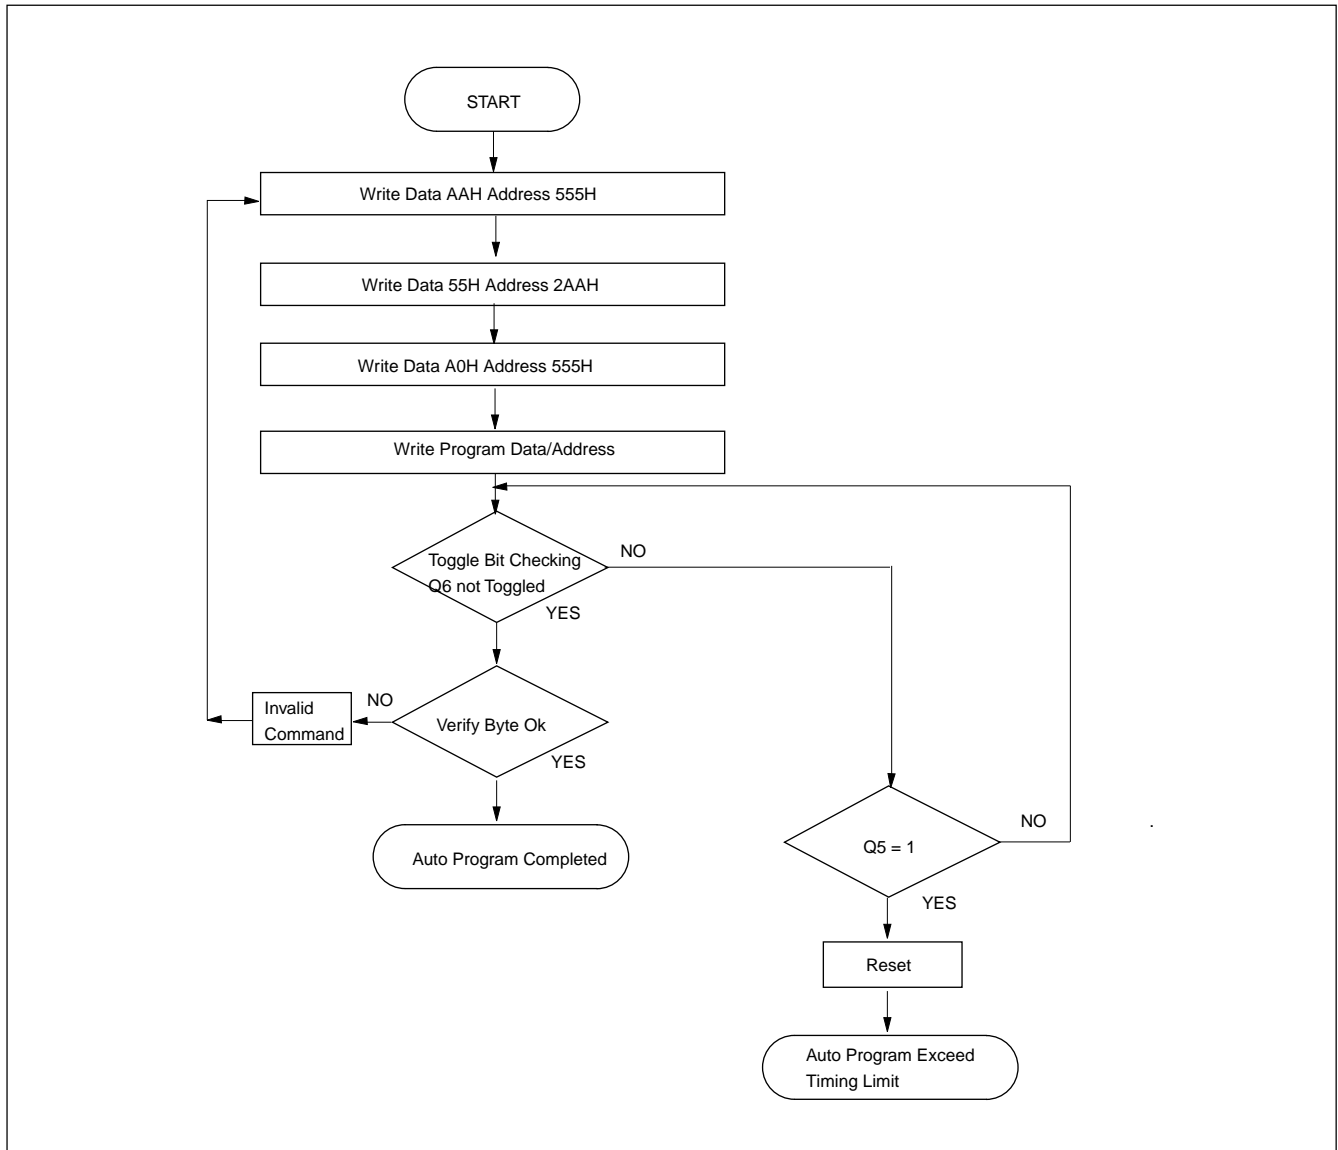 START
Write Data AAH Address 555H
Write Data 55H Address 2AAH
Write Data A0H Address 555H
Write Program Data/Address
Toggle Bit Checking
Q6 not Toggled
NO
YES
Invalid
Command
NO
Verify Byte Ok
YES
Auto Program Completed
Q5 = 1
NO
.
YES
Reset
Auto Program Exceed
Timing Limit